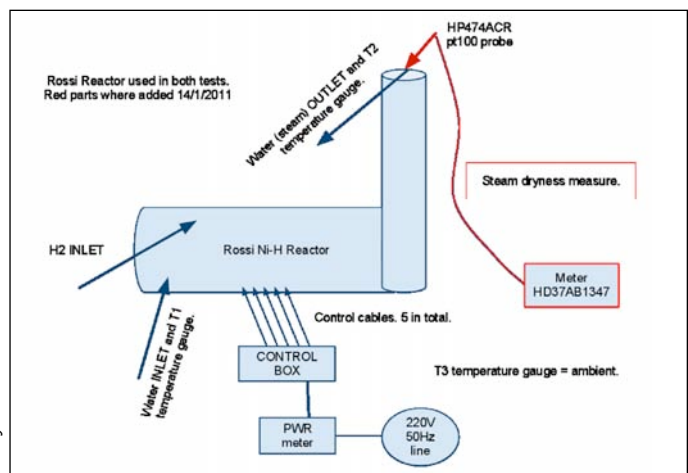 HP474ACR
pt100 probe
Rossi Reactor used in both tests.
Red parts where added 14/1/2011
Water (steam) OUTLET and T2
temperature gauge.
Steam dryness measure.
H2 INLET
Rossi Ni-H Reactor
Meter
HD37AB1347
Water INLET and T1
temperature gauge.
Control cables. 5 in total.
CONTROL
BOX
T3 temperature gauge = ambient.
PWR
meter
220V
50Hz
line